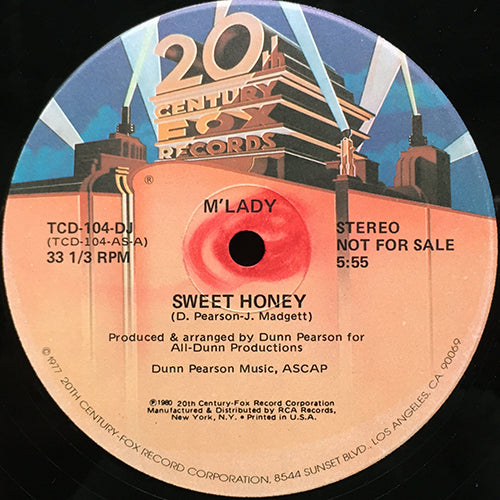 20th
CENTURY
FOX
RECORDS
®
M'LADY
TCD-104-DJ
(TCD-104-AS-A)
33 1/3 RPM
STEREO
NOT FOR SALE
5:55
SWEET HONEY
(D. Pearson-J. Madgett)
Produced & arranged by Dunn Pearson for
All-Dunn Productions
Dunn Pearson Music, ASCAP
℗1980 20th Century-Fox Record Corporation
Manufactured & Distributed by RCA Records,
New York, N.Y. • Printed in U.S.A.
©1977 20TH CENTURY-FOX RECORD CORPORATION, 8544 SUNSET BLVD., LOS ANGELES, CA 90069